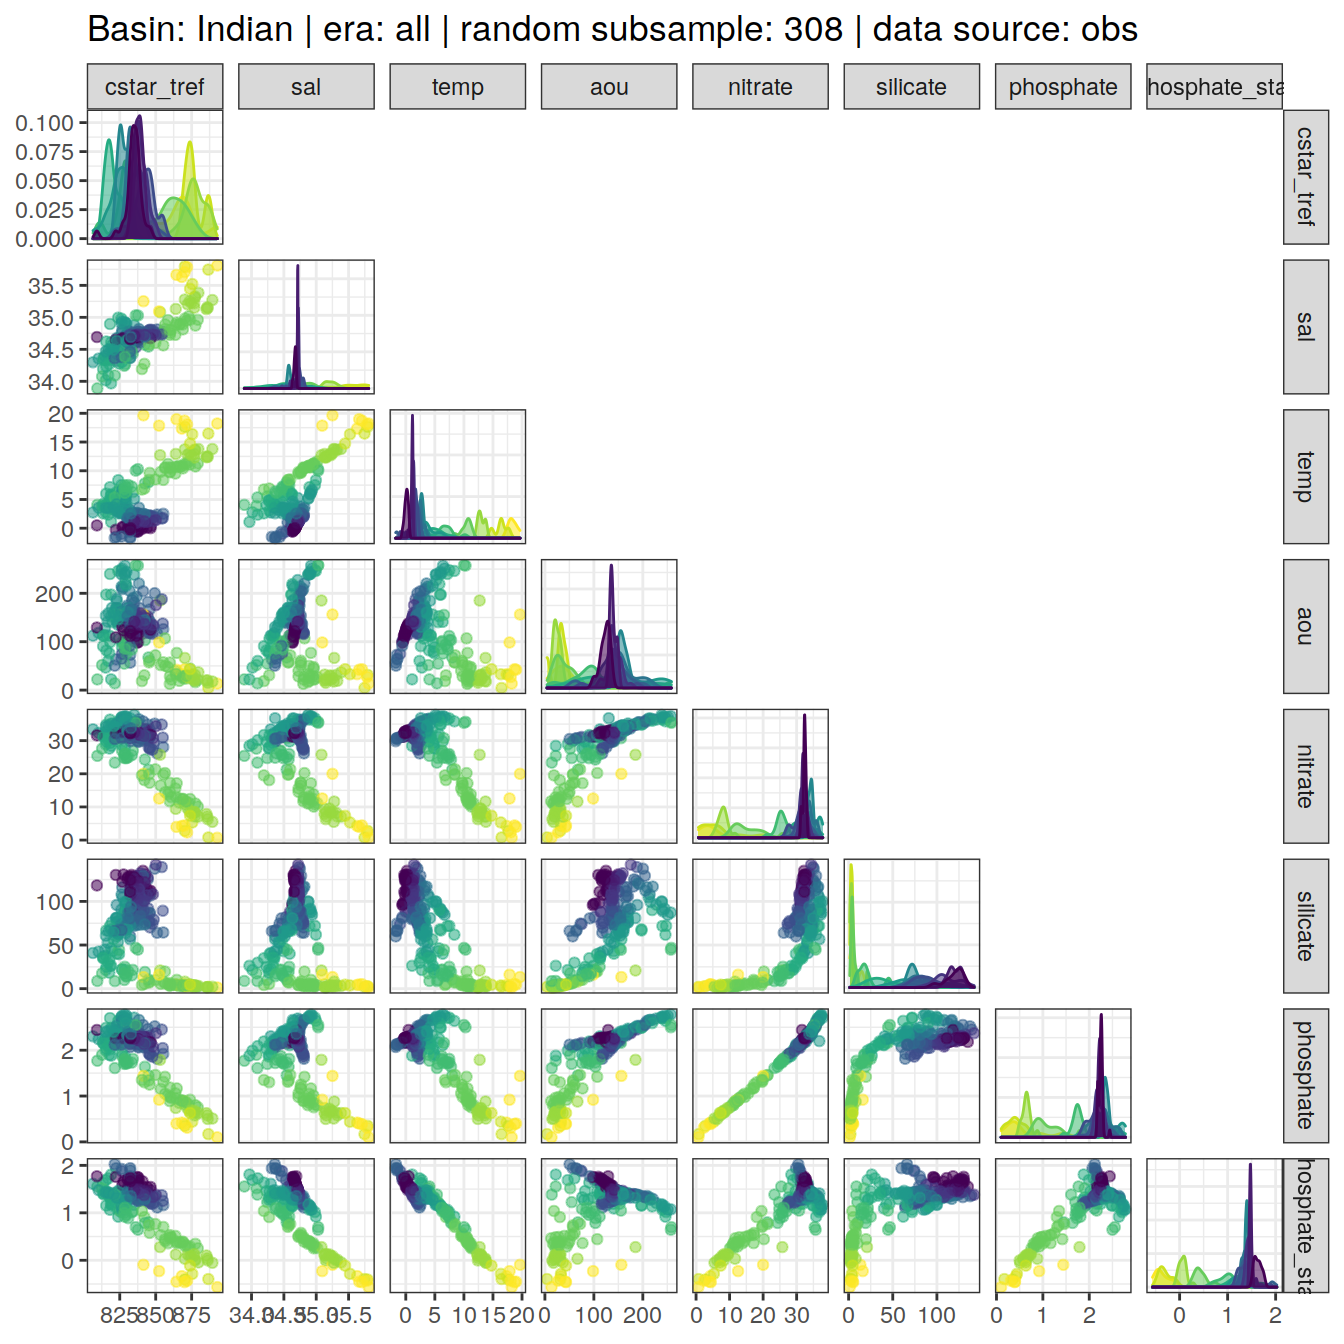 Basin: Indian | era: all | random subsample: 308 | data source: obs
cstar_tref sal temp aou nitrate silicate phosphate hosphate_sta
0.100
0.075
0.050
0.025
0.000
cstar_tref
35.5
35.0
34.5
34.0
sal
20
15
10
5
0
temp
200
100
0
aou
30
20
10
0
nitrate
100
50
0
silicate
2
1
0
phosphate
2
1
0
hosphate_sta
825 850 875 34.0 34.5 35.0 35.5 0 5 10 15 20 0 100 200 0 10 20 30 0 50 100 0 1 2 0 1 2